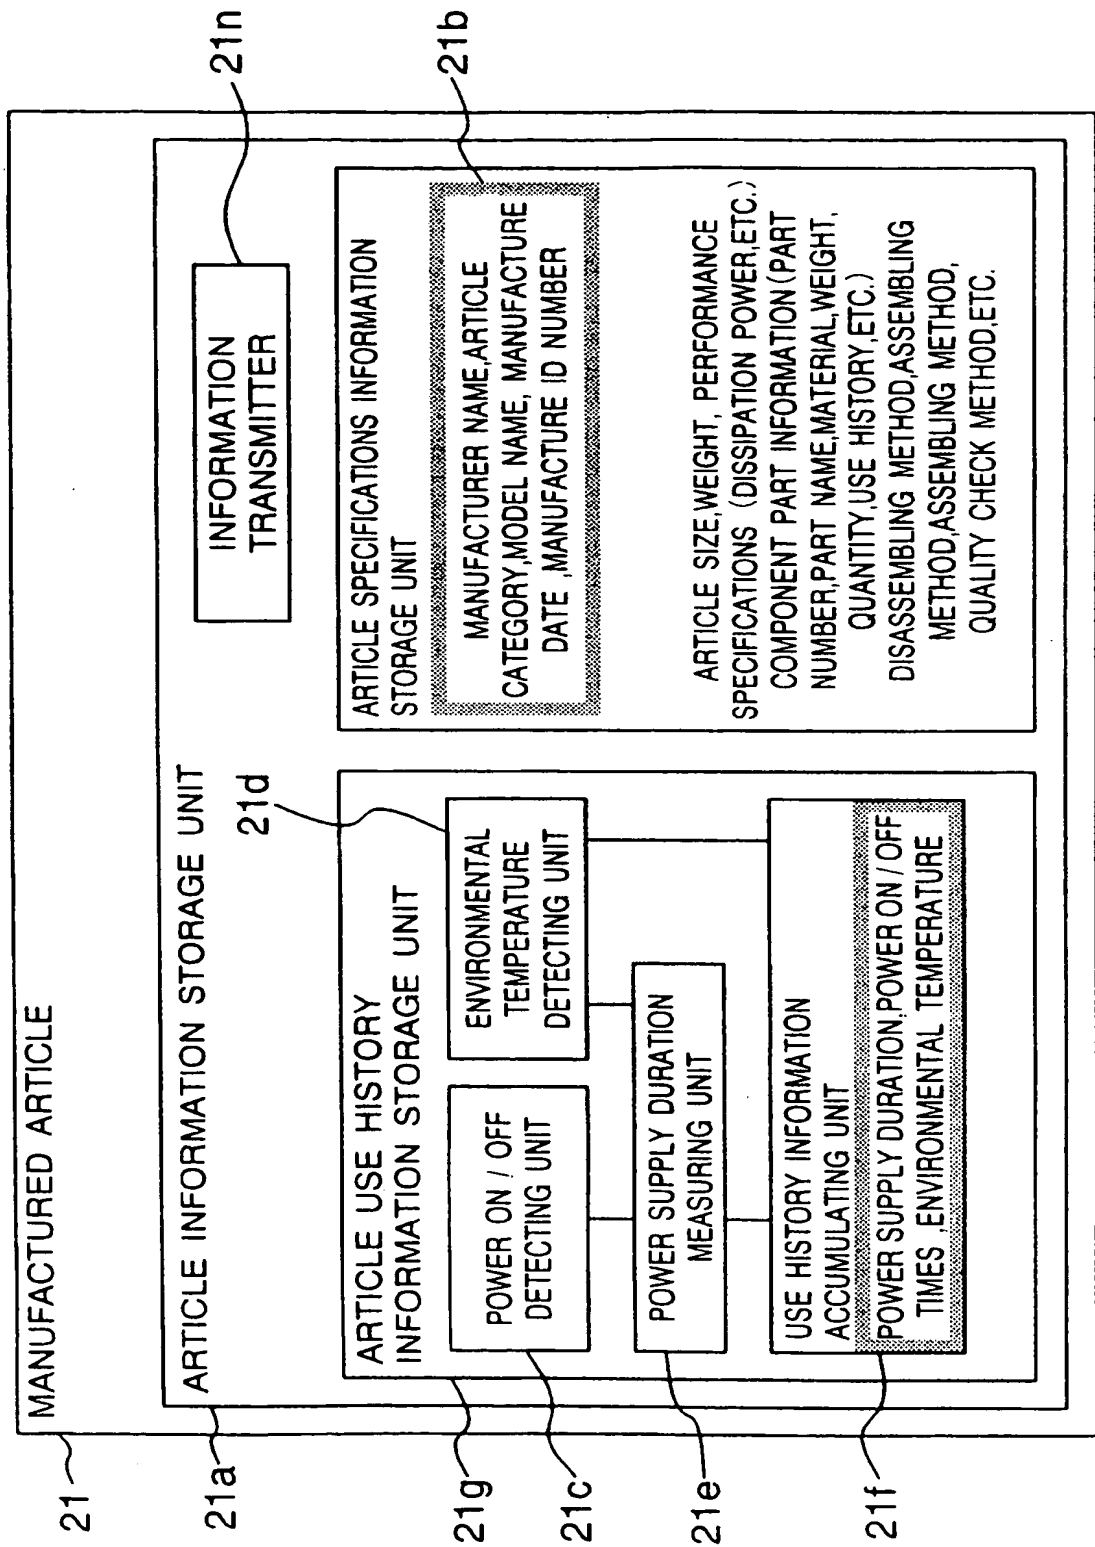 21
MANUFACTURED ARTICLE
21a
ARTICLE INFORMATION STORAGE UNIT
INFORMATION
TRANSMITTER
21n
21g
ARTICLE USE HISTORY
INFORMATION STORAGE UNIT
21d
21c
POWER ON / OFF
DETECTING UNIT
ENVIRONMENTAL
TEMPERATURE
DETECTING UNIT
21e
POWER SUPPLY DURATION
MEASURING UNIT
21f
USE HISTORY INFORMATION
ACCUMULATING UNIT
POWER SUPPLY DURATION,POWER ON / OFF
TIMES ,ENVIRONMENTAL TEMPERATURE
ARTICLE SPECIFICATIONS INFORMATION
STORAGE UNIT
21b
MANUFACTURER NAME,ARTICLE
CATEGORY,MODEL NAME, MANUFACTURE
DATE ,MANUFACTURE ID NUMBER
ARTICLE SIZE,WEIGHT, PERFORMANCE
SPECIFICATIONS (DISSIPATION POWER,ETC.)
COMPONENT PART INFORMATION(PART
NUMBER,PART NAME,MATERIAL,WEIGHT,
QUANTITY,USE HISTORY,ETC.)
DISASSEMBLING METHOD,ASSEMBLING
METHOD,ASSEMBLING METHOD,
QUALITY CHECK METHOD,ETC.